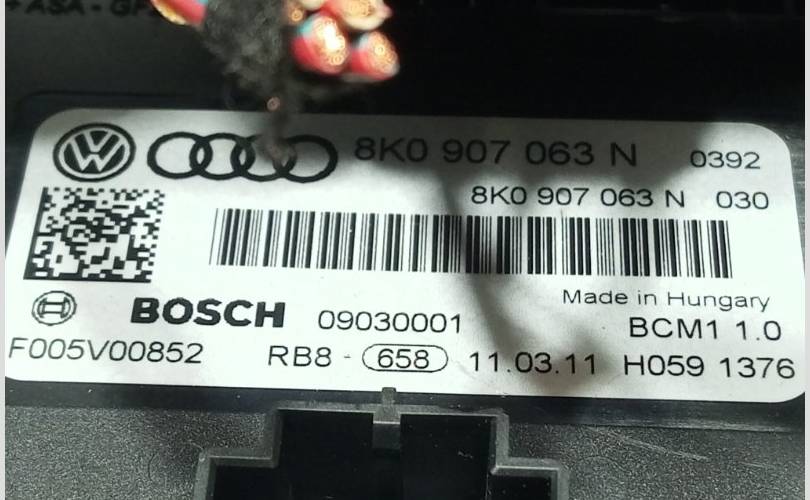 8K0 907 063 N 0392
8K0 907 063 N 030
Made in Hungary
BOSCH 09030001 BCM1 1.0
F005V00852 RB8 - 658 11.03.11 H059 1376